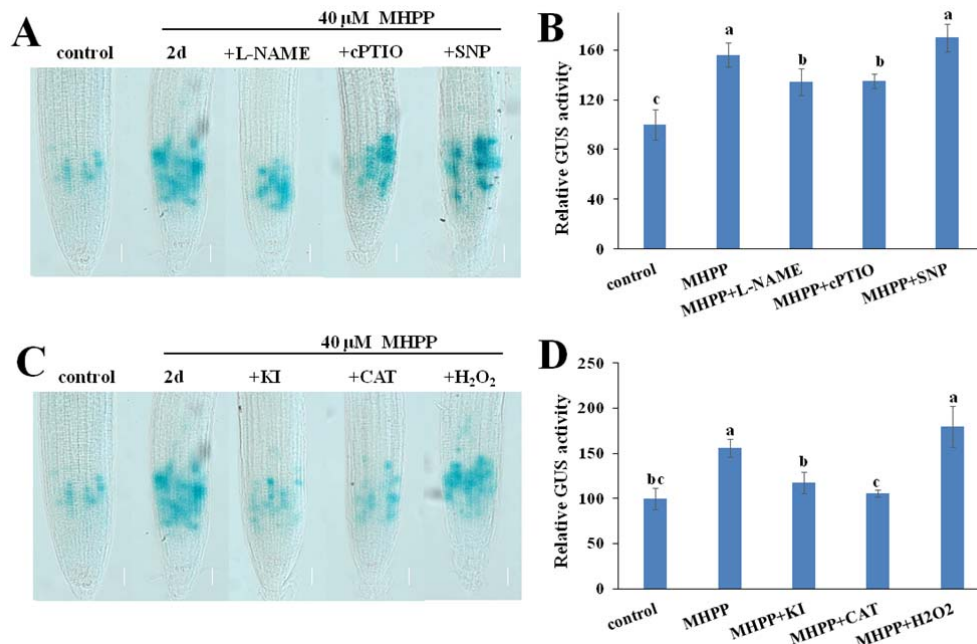 A
40 μM MHPP
control 2d +L-NAME +cPTIO +SNP
B
Relative GUS activity
160
120
80
40
0
c
a
b
b
a
control
MHPP
MHPP+L-NAME
MHPP+cPTIO
MHPP+SNP
C
40 μM MHPP
control 2d +KI +CAT +H₂O₂
D
Relative GUS activity
250
200
150
100
50
0
bc
a
b
c
a
control
MHPP
MHPP+KI
MHPP+CAT
MHPP+H2O2